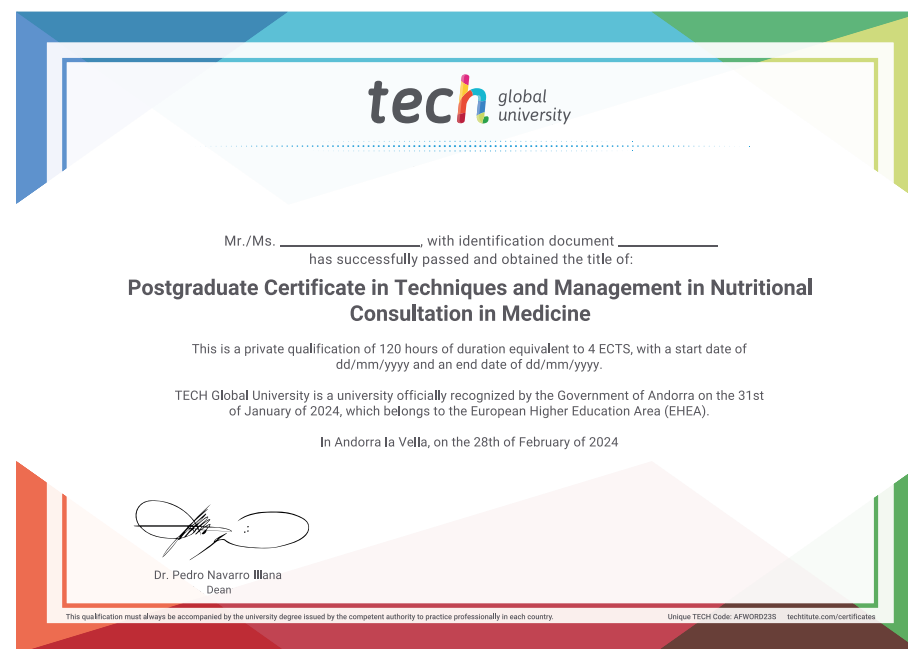 tech global university
Mr./Ms. ____________, with identification document ____________
has successfully passed and obtained the title of:
Postgraduate Certificate in Techniques and Management in Nutritional
Consultation in Medicine
This is a private qualification of 120 hours of duration equivalent to 4 ECTS, with a start date of
dd/mm/yyyy and an end date of dd/mm/yyyy.
TECH Global University is a university officially recognized by the Government of Andorra on the 31st
of January of 2024, which belongs to the European Higher Education Area (EHEA).
In Andorra la Vella, on the 28th of February of 2024
Dr. Pedro Navarro Illana
Dean
This qualification must always be accompanied by the university degree issued by the competent authority to practice professionally in each country. Unique TECH Code: AFWORD23S techtitute.com/certificates